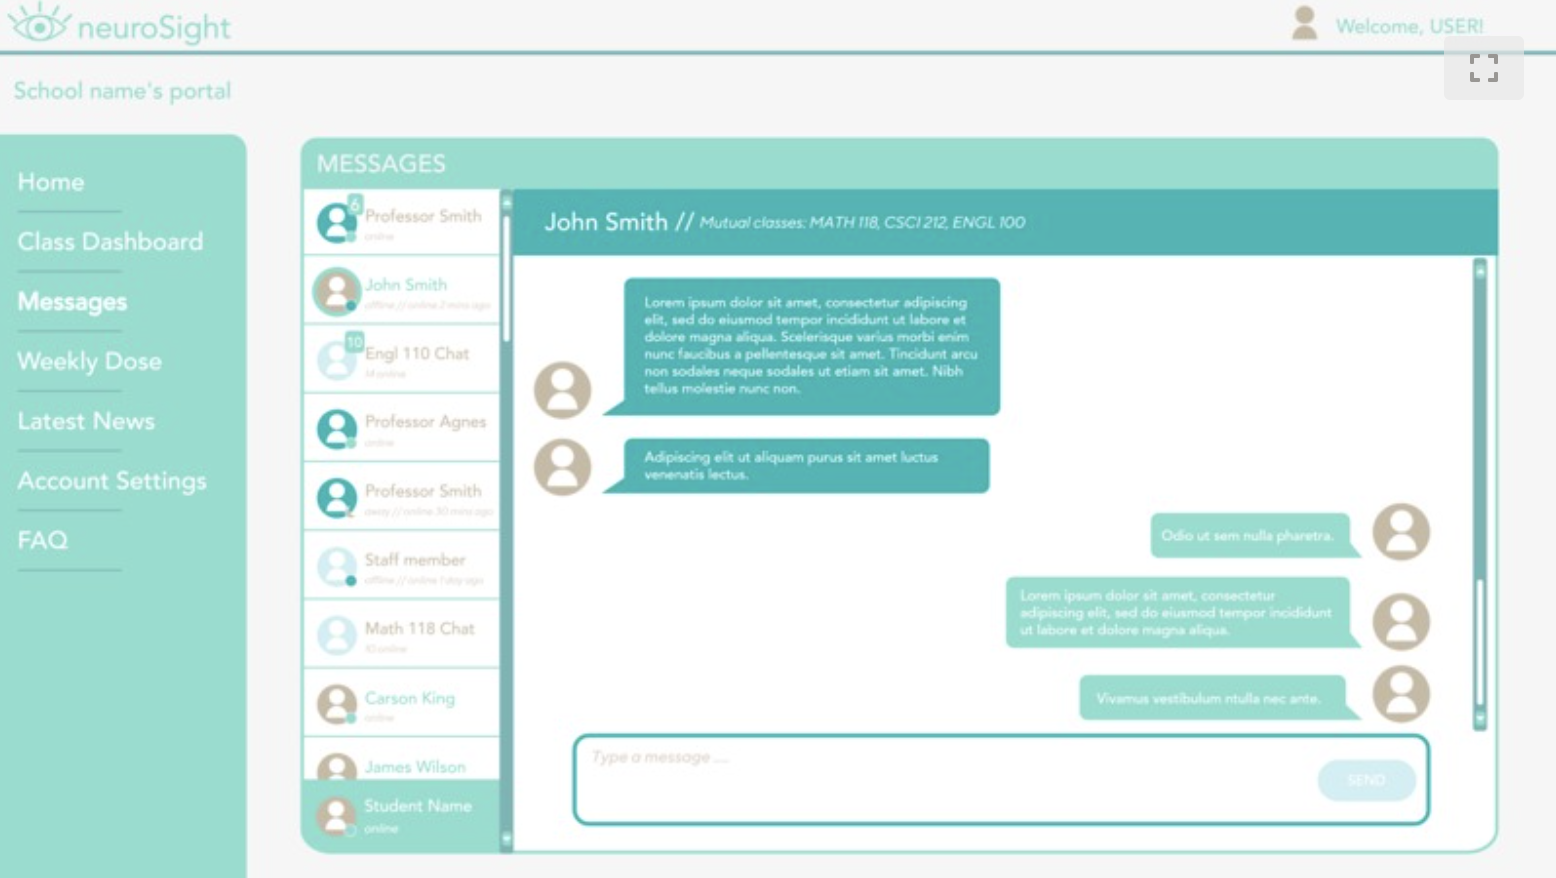 neuroSight
Welcome, USER!
School name's portal
Home
Class Dashboard
Messages
Weekly Dose
Latest News
Account Settings
FAQ
MESSAGES
6
Professor Smith
online
John Smith
offline // online 2 mins ago
10
Engl 110 Chat
14 online
Professor Agnes
online
Professor Smith
away // online 30 mins ago
Staff member
offline // online 1 day ago
Math 118 Chat
10 online
Carson King
online
James Wilson
Student Name
online
John Smith // Mutual classes: MATH 118, CSCI 212, ENGL 100
Lorem ipsum dolor sit amet, consectetur adipiscing
elit, sed do eiusmod tempor incididunt ut labore et
dolore magna aliqua. Scelerisque varius morbi enim
nunc faucibus a pellentesque sit amet. Tincidunt arcu
non sodales neque sodales ut etiam sit amet. Nibh
tellus molestie nunc non.
Adipiscing elit ut aliquam purus sit amet luctus
venenatis lectus.
Odio ut sem nulla pharetra.
Lorem ipsum dolor sit amet, consectetur
adipiscing elit, sed do eiusmod tempor incididunt
ut labore et dolore magna aliqua.
Vivamus vestibulum ntulla nec ante.
Type a message ....
SEND